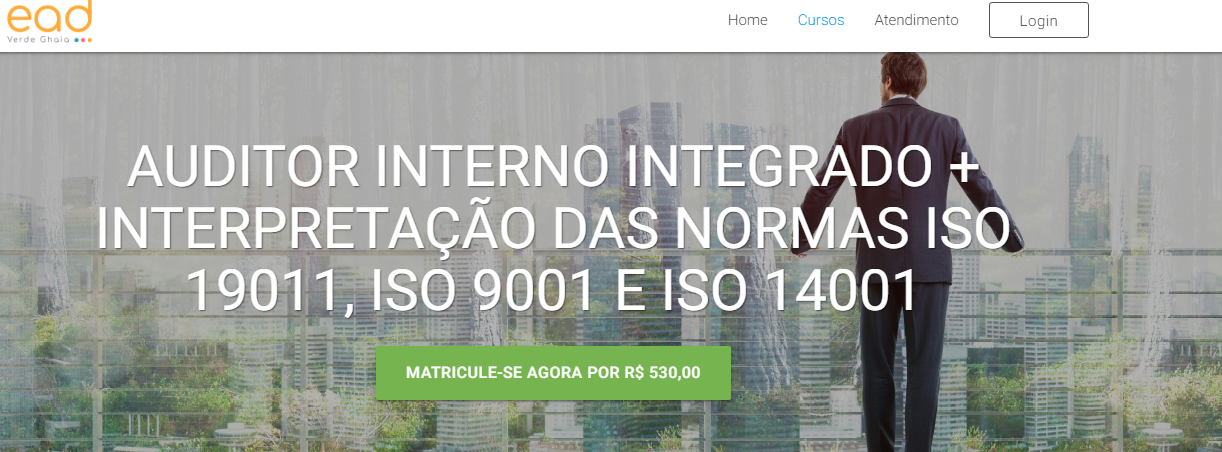 ead
Verde Ghaia
Home Cursos Atendimento Login
AUDITOR INTERNO INTEGRADO +
INTERPRETAÇÃO DAS NORMAS ISO
19011, ISO 9001 E ISO 14001
MATRICULE-SE AGORA POR R$ 530,00